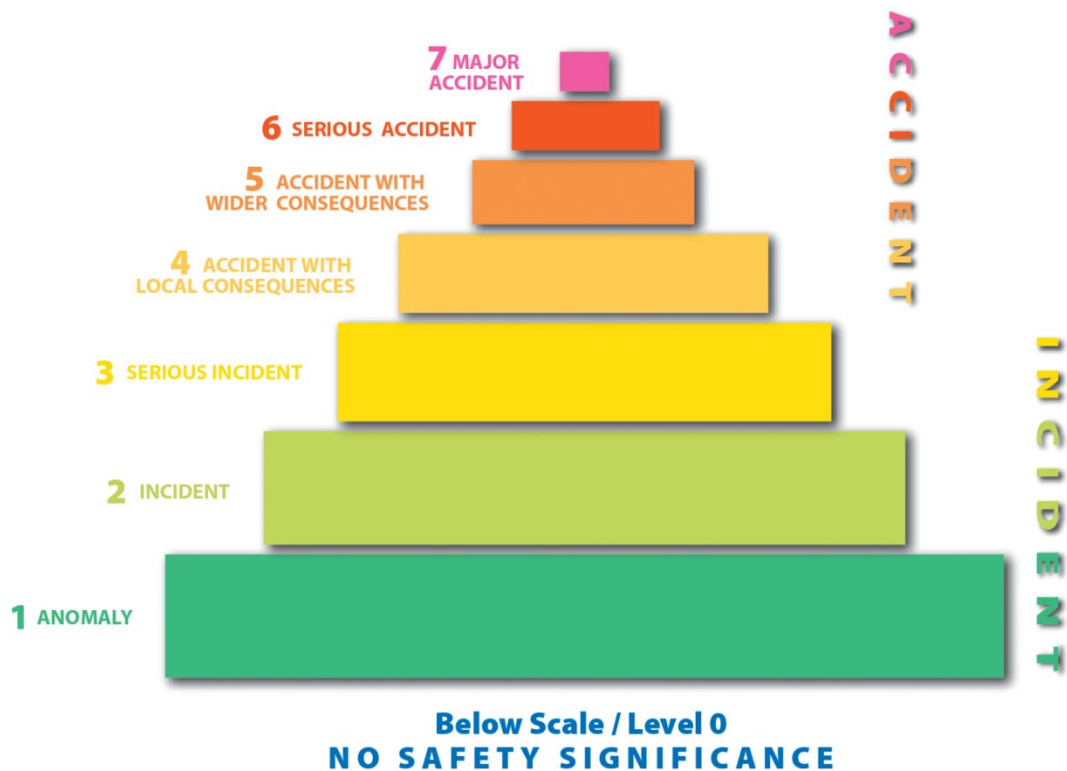 7 MAJOR
ACCIDENT
6 SERIOUS ACCIDENT
5 ACCIDENT WITH
WIDER CONSEQUENCES
4 ACCIDENT WITH
LOCAL CONSEQUENCES
3 SERIOUS INCIDENT
2 INCIDENT
1 ANOMALY
ACCIDENT
INCIDENT
Below Scale / Level 0
NO SAFETY SIGNIFICANCE